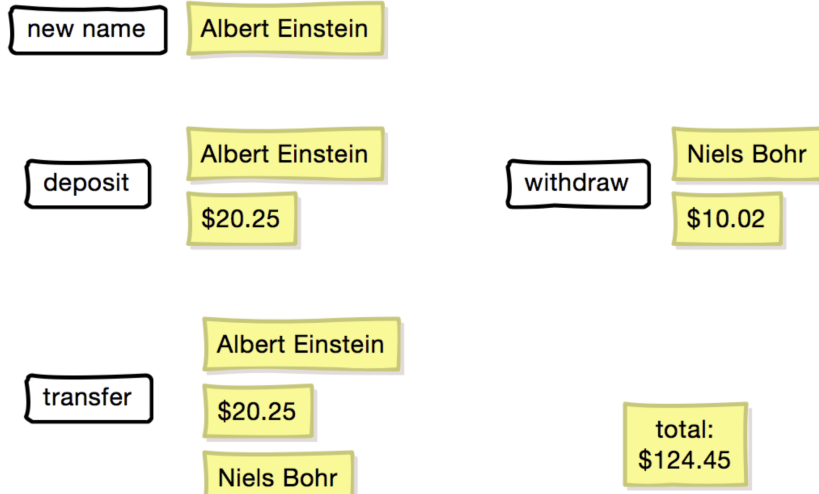 new name
Albert Einstein
deposit
Albert Einstein
$20.25
withdraw
Niels Bohr
$10.02
transfer
Albert Einstein
$20.25
Niels Bohr
total:
$124.45